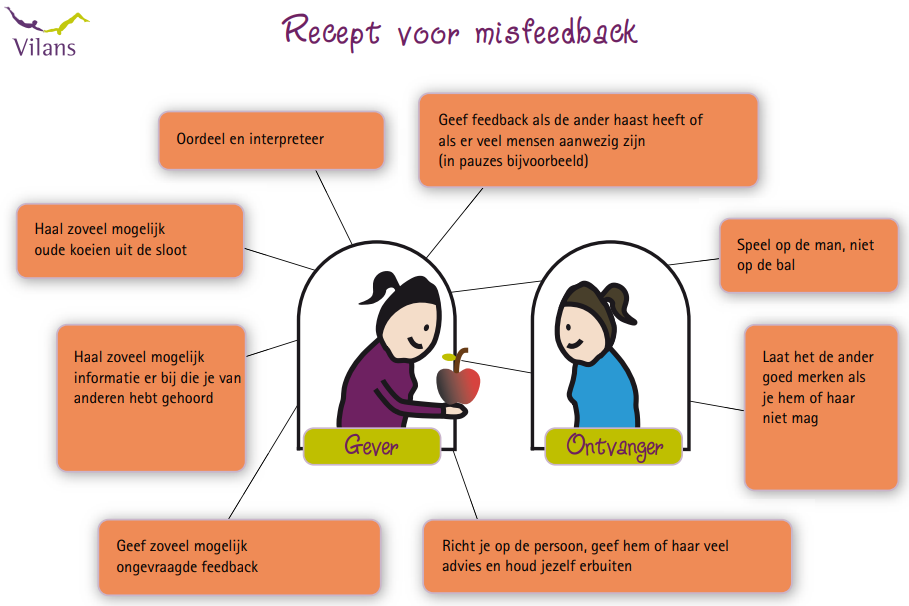 Vilans
Recept voor misfeedback
Oordeel en interpreteer
Geef feedback als de ander haast heeft of
als er veel mensen aanwezig zijn
(in pauzes bijvoorbeeld)
Haal zoveel mogelijk
oude koeien uit de sloot
Speel op de man, niet
op de bal
Haal zoveel mogelijk
informatie er bij die je van
anderen hebt gehoord
Laat het de ander
goed merken als
je hem of haar
niet mag
Gever
Ontvanger
Geef zoveel mogelijk
ongevraagde feedback
Richt je op de persoon, geef hem of haar veel
advies en houd jezelf erbuiten